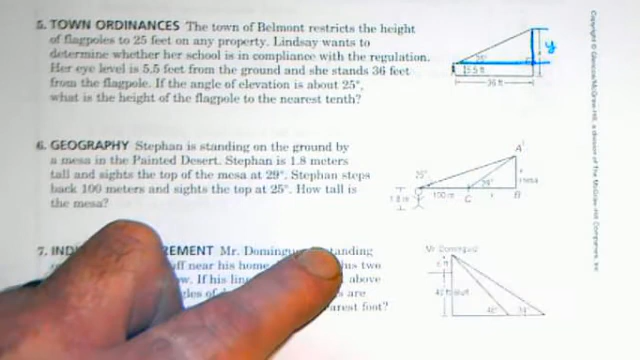 5. TOWN ORDINANCES The town of Belmont restricts the height
of flagpoles to 25 feet on any property. Lindsay wants to
determine whether her school is in compliance with the regulation.
Her eye level is 5.5 feet from the ground and she stands 36 feet
from the flagpole. If the angle of elevation is about 25°,
what is the height of the flagpole to the nearest tenth?
25°
5.5 ft
36 ft
y
6. GEOGRAPHY Stephan is standing on the ground by
a mesa in the Painted Desert. Stephan is 1.8 meters
tall and sights the top of the mesa at 29°. Stephan steps
back 100 meters and sights the top at 25°. How tall is
the mesa?
A
25°
29°
mesa
1.8 m
100 m
C
B
7. Mr. standing
ff near his home two
w. If his lin above
gles of are
arest foot?
Mr. Dominguez
6 ft
40 ft
Copyright © Glencoe/McGraw-Hill, a division of The McGraw-Hill Companies, Inc.